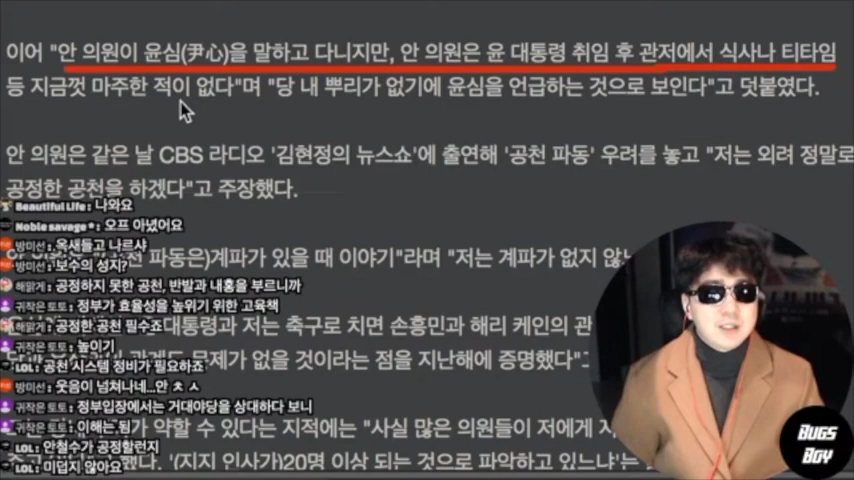 이어 "안 의원이 윤심(尹心)을 말하고 다니지만, 안 의원은 윤 대통령 취임 후 관저에서 식사나 티타임
등 지금껏 마주한 적이 없다"며 "당 내 뿌리가 없기에 윤심을 언급하는 것으로 보인다"고 덧붙였다.
안 의원은 같은 날 CBS 라디오 '김현정의 뉴스쇼'에 출연해 '공천 파동' 우려를 놓고 "저는 외려 정말로
공정한 공천을 하겠다"고 주장했다.
Beautiful Life : 나와요
Noble savage* : 오프 아녔어요
방미선 : 옥새들고 나르샤
파동은)계파가 있을 때 이야기"라며 "저는 계파가 없지
방미선 : 보수의 성지?
해맑게 : 공정하지 못한 공천, 반발과 내홍을 부르니까
귀작은 토토 : 정부가 효율성을 높위기 위한 고육책
해맑게 : 공정한 공천 필수죠
대통령과 저는 축구로 치면 손흥민과 해리 케인의
귀작은 토토 : 높이기
문제가 없을 것이라는 점을 지난해에 증명했다"
LOL : 공천 시스템 정비가 필요하죠
방미선 : 웃음이 넘쳐나네...안 ㅊ ㅅ
귀작은 토토 : 정부입장에서는 거대야당을 상대하다 보니
귀작은 토토 : 이해는 됨
약할 수 있다는 지적에는 "사실 많은 의원들이 저에게
LOL : 안철수가 공정할런지
LOL : 미덥지 않아요
했다. '(지지 인사가)20명 이상 되는 것으로 파악하고 있느냐'는
BUGS
BOY